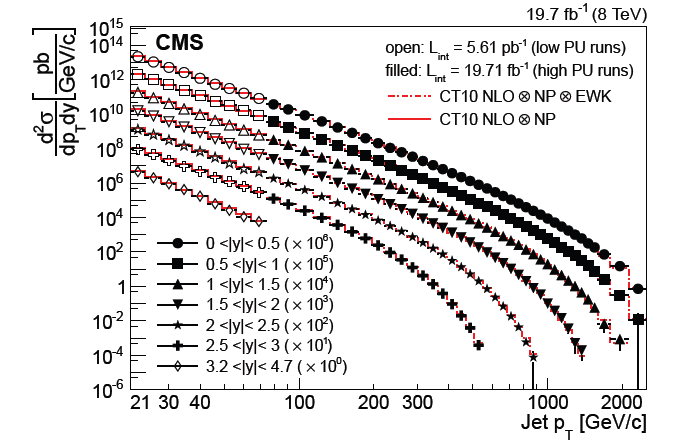 19.7 fb⁻¹ (8 TeV)
CMS
open: L_int = 5.61 pb⁻¹ (low PU runs)
filled: L_int = 19.71 fb⁻¹ (high PU runs)
CT10 NLO ⊗ NP ⊗ EWK
CT10 NLO ⊗ NP
d²σ/dp_Tdy [pb/GeV/c]
10¹⁵
10¹²
10¹⁰
10⁸
10⁶
10⁴
10²
1
10⁻²
10⁻⁴
10⁻⁶
0 <|y|< 0.5 ( × 10⁶)
0.5 <|y|< 1 ( × 10⁵)
1 <|y|< 1.5 ( × 10⁴)
1.5 <|y|< 2 ( × 10³)
2 <|y|< 2.5 ( × 10²)
2.5 <|y|< 3 ( × 10¹)
3.2 <|y|< 4.7 ( × 10⁰)
21 30 40 100 200 300 1000 2000
Jet p_T [GeV/c]